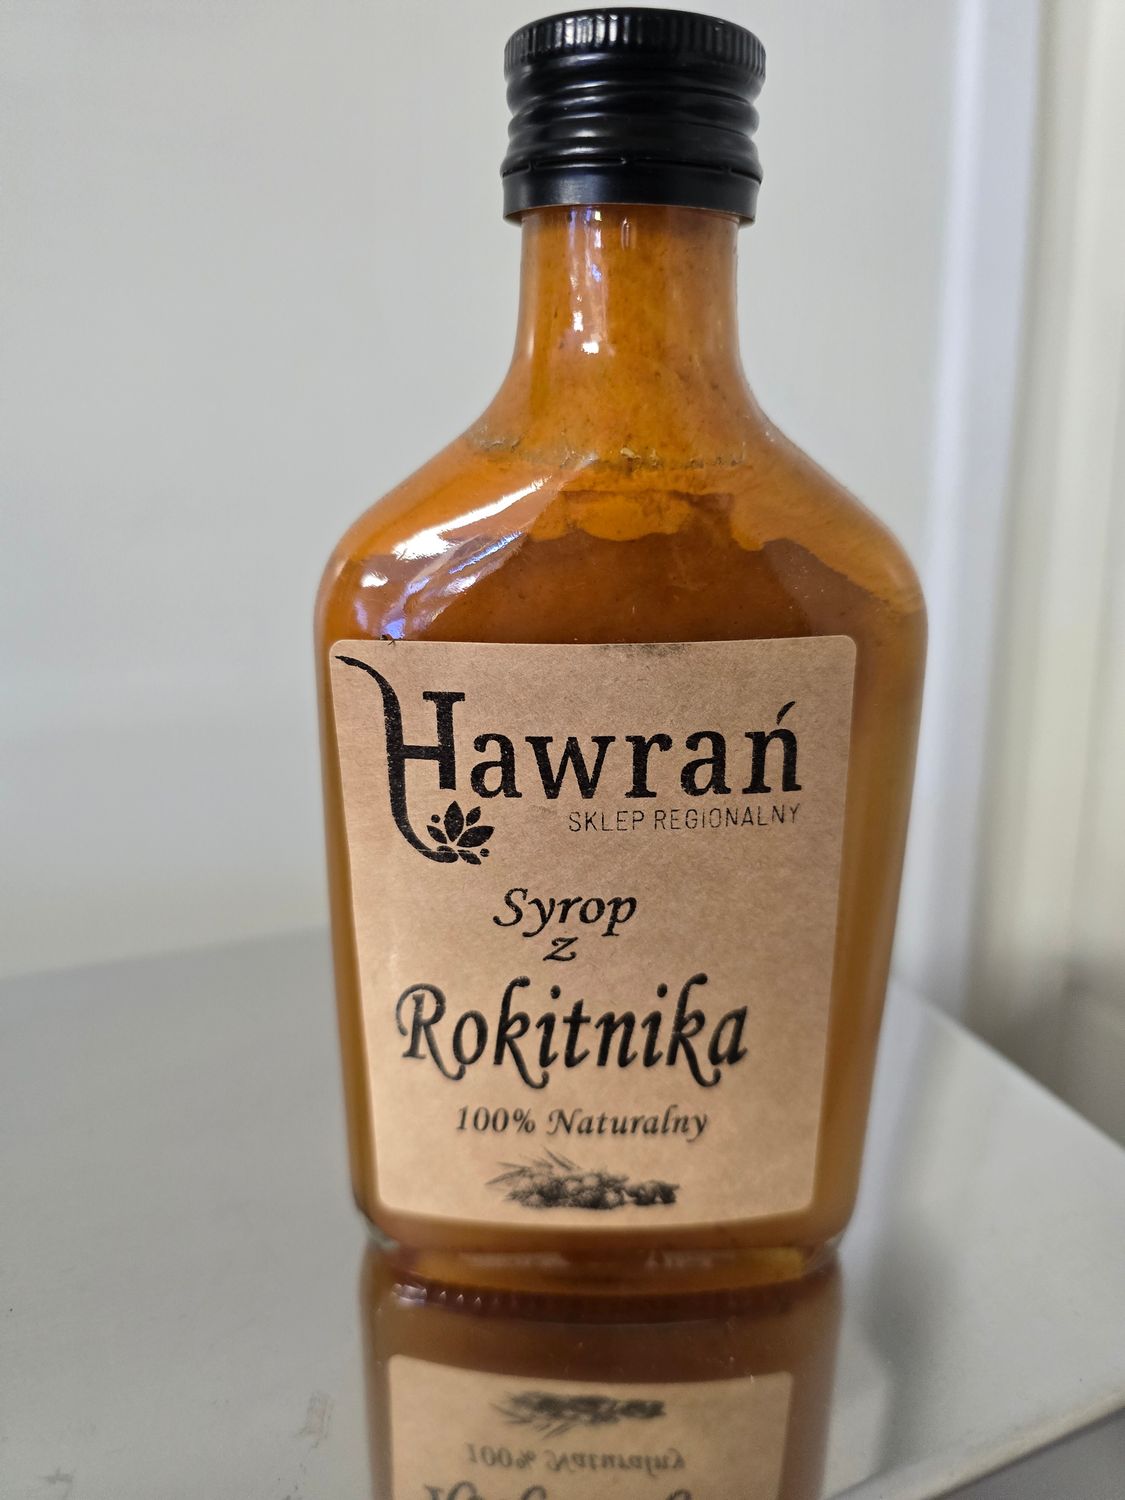 Hawrań
SKLEP REGIONALNY
Syrop
z
Rokitnika
100% Naturalny